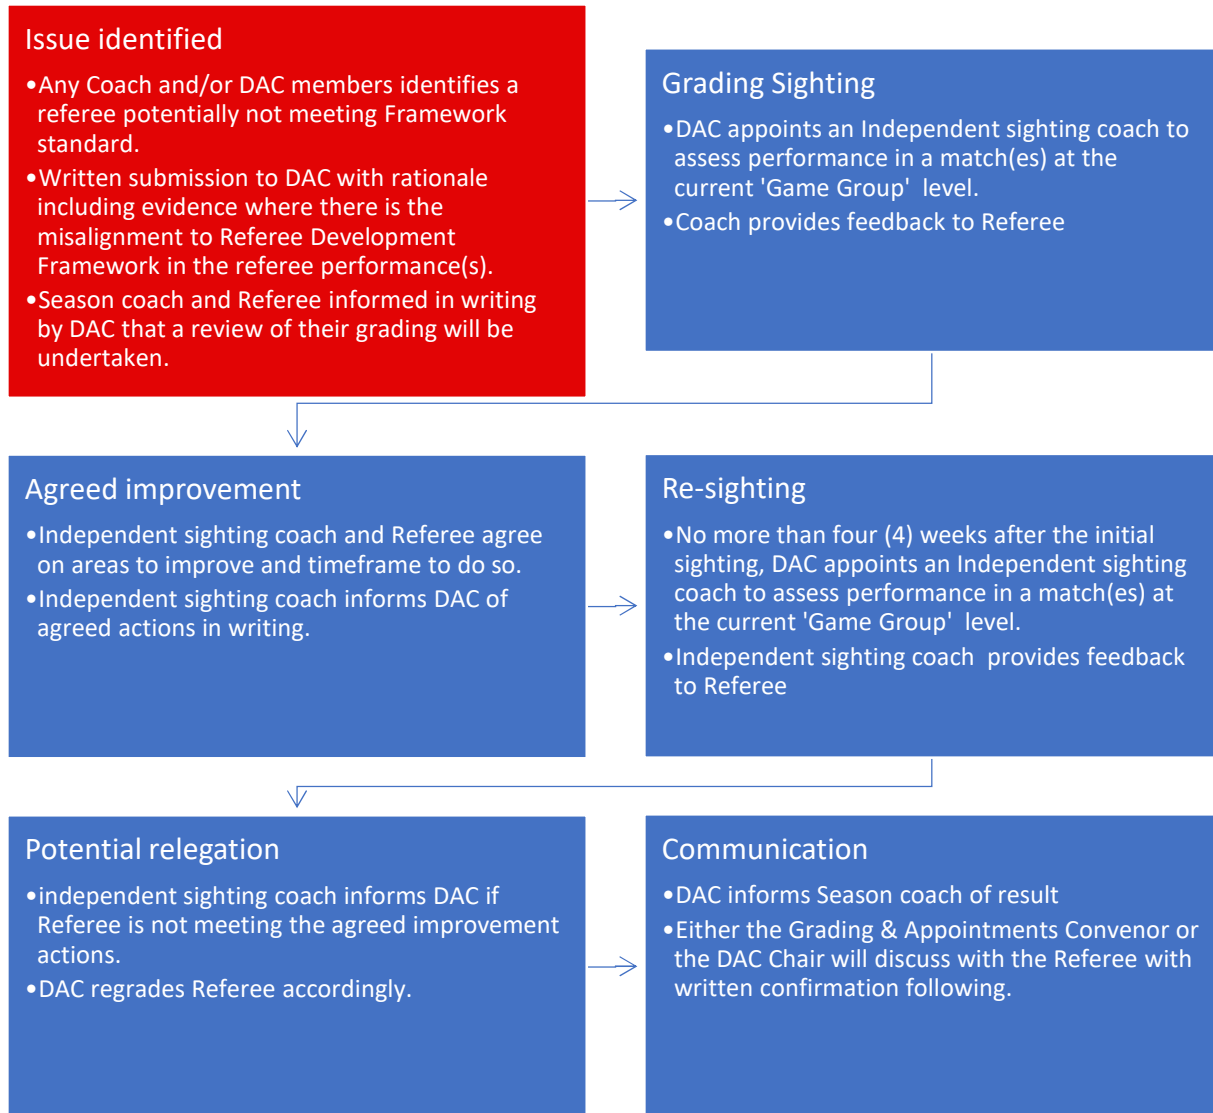 Issue identified
•Any Coach and/or DAC members identifies a
referee potentially not meeting Framework
standard.
•Written submission to DAC with rationale
including evidence where there is the
misalignment to Referee Development
Framework in the referee performance(s).
•Season coach and Referee informed in writing
by DAC that a review of their grading will be
undertaken.
Grading Sighting
•DAC appoints an Independent sighting coach to
assess performance in a match(es) at the
current 'Game Group'  level.
•Coach provides feedback to Referee
Agreed improvement
•Independent sighting coach and Referee agree
on areas to improve and timeframe to do so.
•Independent sighting coach informs DAC of
agreed actions in writing.
Re-sighting
•No more than four (4) weeks after the initial
sighting, DAC appoints an Independent sighting
coach to assess performance in a match(es) at
the current 'Game Group'  level.
•Independent sighting coach  provides feedback
to Referee
Potential relegation
•independent sighting coach informs DAC if
Referee is not meeting the agreed improvement
actions.
•DAC regrades Referee accordingly.
Communication
•DAC informs Season coach of result
•Either the Grading & Appointments Convenor or
the DAC Chair will discuss with the Referee with
written confirmation following.